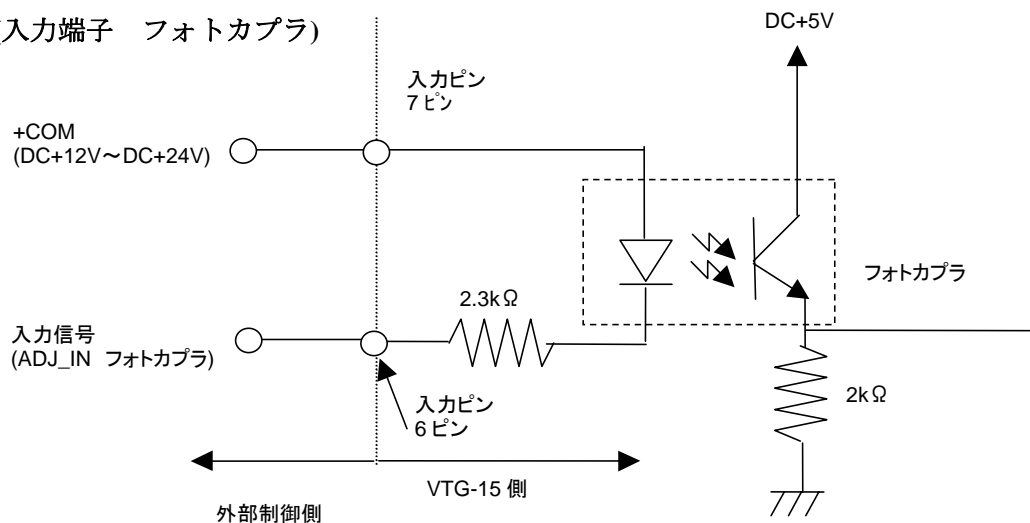 (入力端子　フォトカプラ)
DC+5V
入力ピン
7ピン
+COM
(DC+12V～DC+24V)
フォトカプラ
2.3kΩ
入力信号
(ADJ_IN フォトカプラ)
入力ピン
6ピン
2kΩ
VTG-15 側
外部制御側